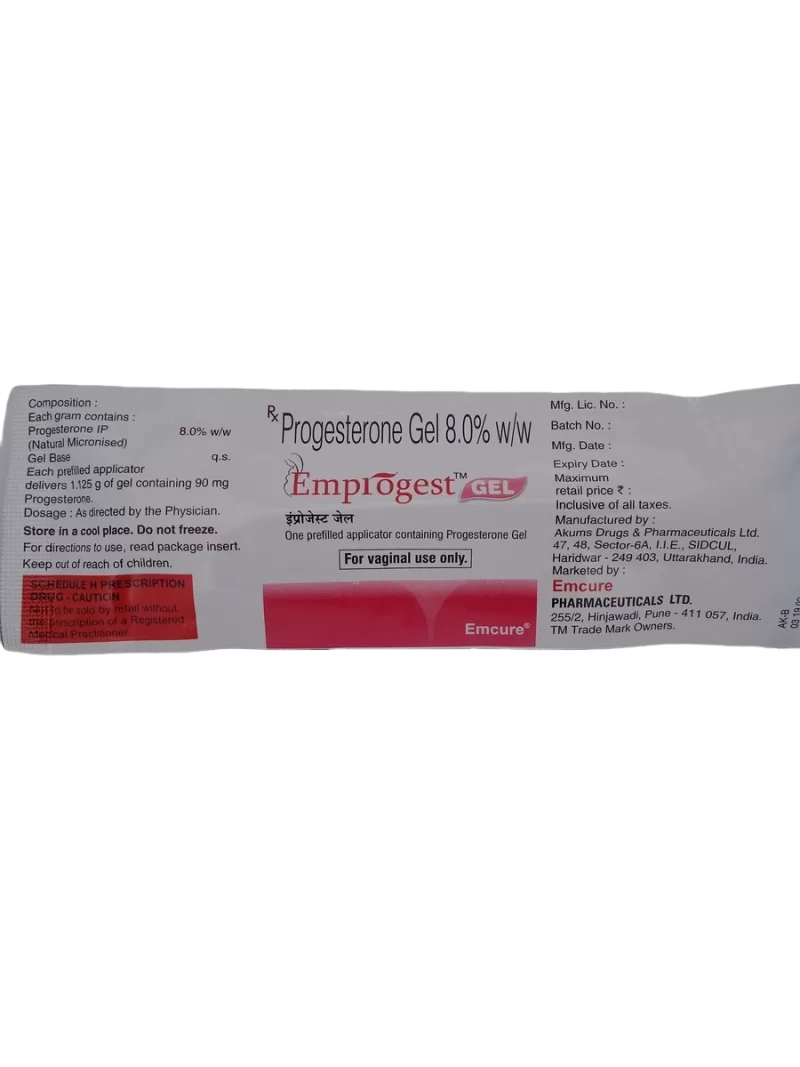 Composition :
Each gram contains :
Progesterone IP 8.0% w/w
(Natural Micronised)
Gel Base q.s.
Each prefilled applicator
delivers 1.125 g of gel containing 90 mg
Progesterone.
Dosage : As directed by the Physician.
Store in a cool place. Do not freeze.
For directions to use, read package insert.
Keep out of reach of children.
SCHEDULE H PRESCRIPTION
DRUG - CAUTION
Not to be sold by retail without
the prescription of a Registered
Medical Practitioner
Rx Progesterone Gel 8.0% w/w
Emprogest™ GEL
इंप्रोजेस्ट जेल
One prefilled applicator containing Progesterone Gel
For vaginal use only.
Emcure®
Mfg. Lic. No. :
Batch No. :
Mfg. Date :
Expiry Date :
Maximum
retail price ₹ :
Inclusive of all taxes.
Manufactured by :
Akums Drugs & Pharmaceuticals Ltd.
47, 48, Sector-6A, I.I.E., SIDCUL,
Haridwar - 249 403, Uttarakhand, India.
Marketed by :
Emcure
PHARMACEUTICALS LTD.
255/2, Hinjawadi, Pune - 411 057, India.
TM Trade Mark Owners.
AK-B
03 19